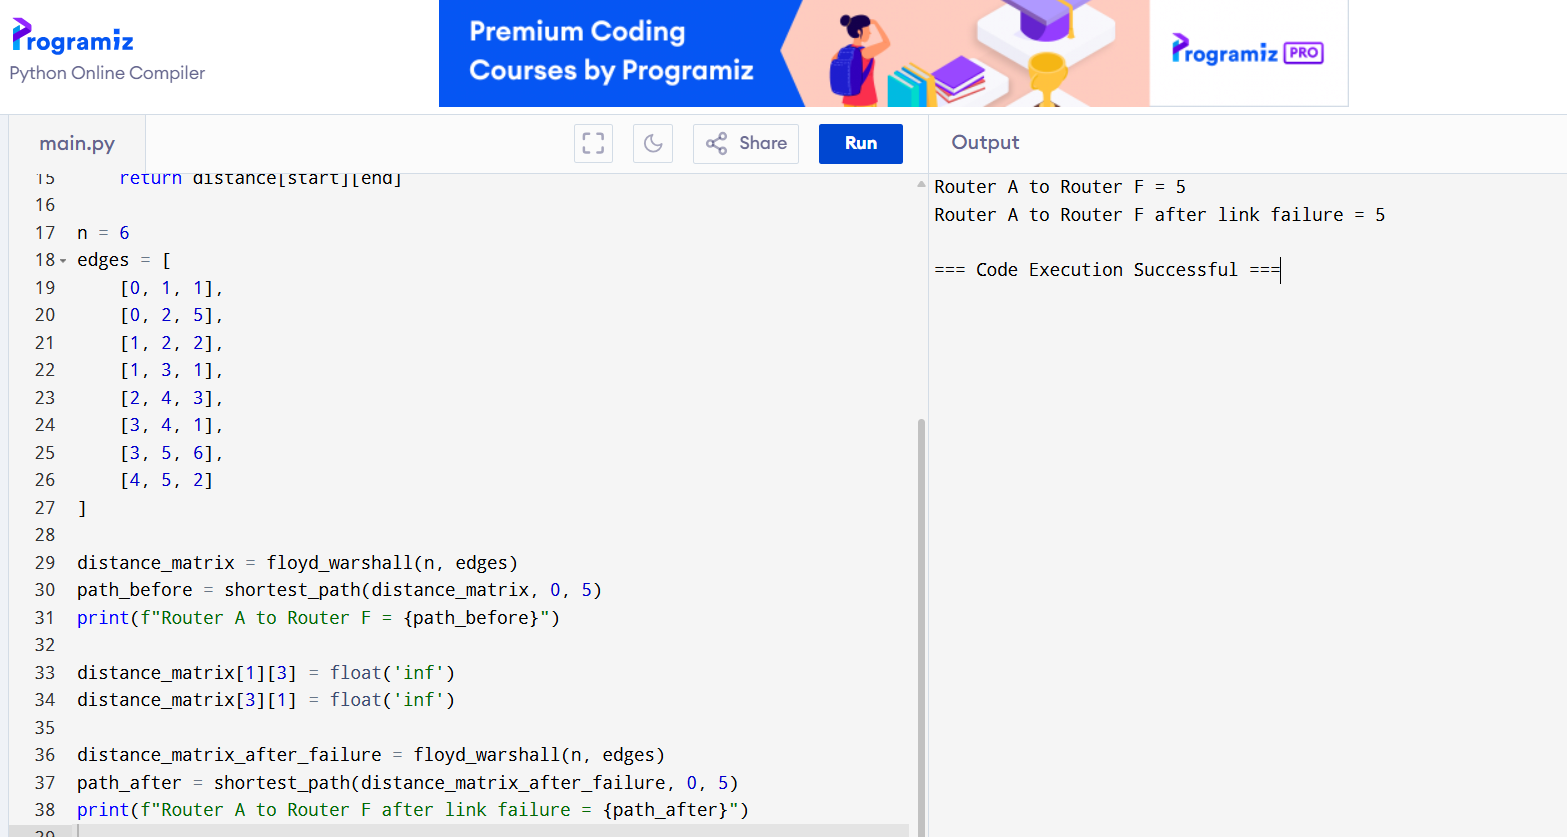 Programiz
Python Online Compiler
Premium Coding
Courses by Programiz
Programiz PRO
main.py
Share
Run
Output
15 return distance[start][end]
16
17 n = 6
18 edges = [
19 [0, 1, 1],
20 [0, 2, 5],
21 [1, 2, 2],
22 [1, 3, 1],
23 [2, 4, 3],
24 [3, 4, 1],
25 [3, 5, 6],
26 [4, 5, 2]
27 ]
28
29 distance_matrix = floyd_warshall(n, edges)
30 path_before = shortest_path(distance_matrix, 0, 5)
31 print(f"Router A to Router F = {path_before}")
32
33 distance_matrix[1][3] = float('inf')
34 distance_matrix[3][1] = float('inf')
35
36 distance_matrix_after_failure = floyd_warshall(n, edges)
37 path_after = shortest_path(distance_matrix_after_failure, 0, 5)
38 print(f"Router A to Router F after link failure = {path_after}")
39
Router A to Router F = 5
Router A to Router F after link failure = 5
=== Code Execution Successful ===